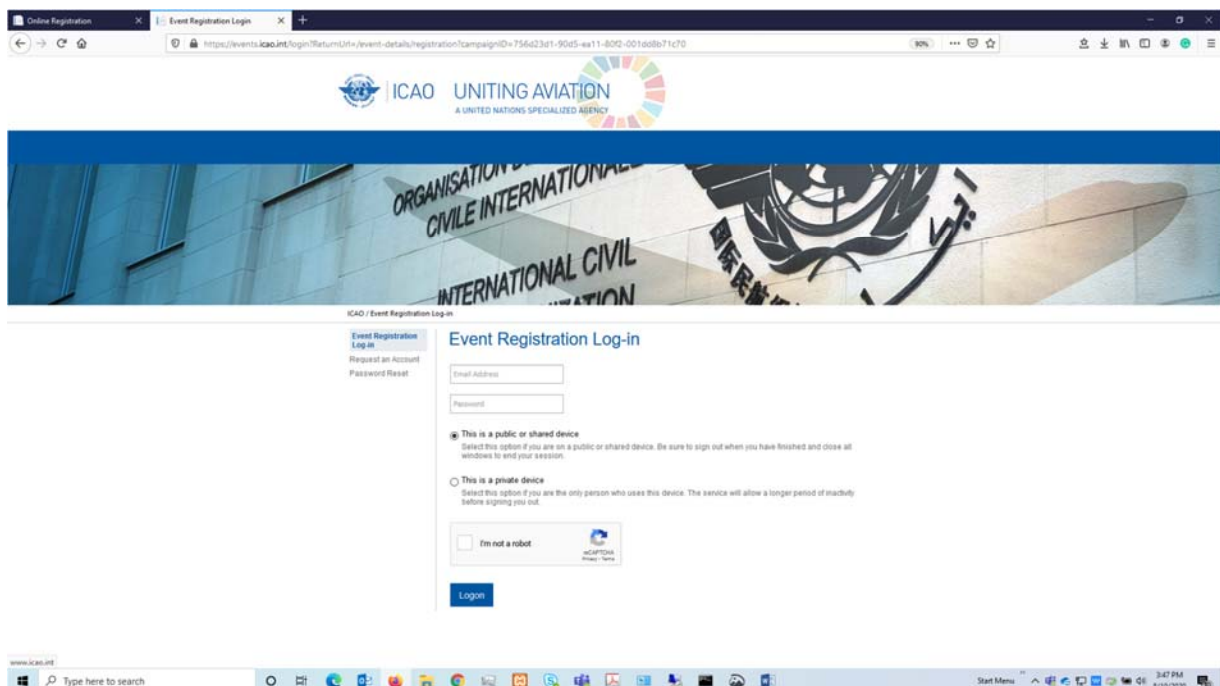 Online Registration
Event Registration Login
https://events.icao.int/login?ReturnUrl=/event-details/registration?campaignID=756d23d1-90d5-ea11-80f2-001dd8b71c70
90%
ICAO
UNITING AVIATION
A UNITED NATIONS SPECIALIZED AGENCY
CIVILE INTERNATIONALE
INTERNATIONAL CIVIL
ICAO / Event Registration Log-in
Event Registration
Log-in
Request an Account
Password Reset
Event Registration Log-in
Email Address
Password
This is a public or shared device
Select this option if you are on a public or shared device. Be sure to sign out when you have finished and close all
windows to end your session.
This is a private device
Select this option if you are the only person who uses this device. The service will allow a longer period of inactivity
before signing you out.
I'm not a robot
reCAPTCHA
Privacy - Terms
Logon
www.icao.int
Type here to search
Start Menu
3:47 PM